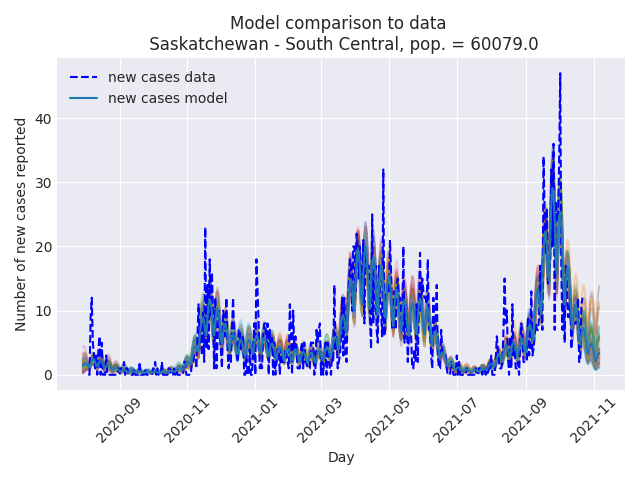 Model comparison to data
Saskatchewan - South Central, pop. = 60079.0
new cases data
new cases model
Number of new cases reported
40
30
20
10
0
2020-09
2020-11
2021-01
2021-03
2021-05
2021-07
2021-09
2021-11
Day